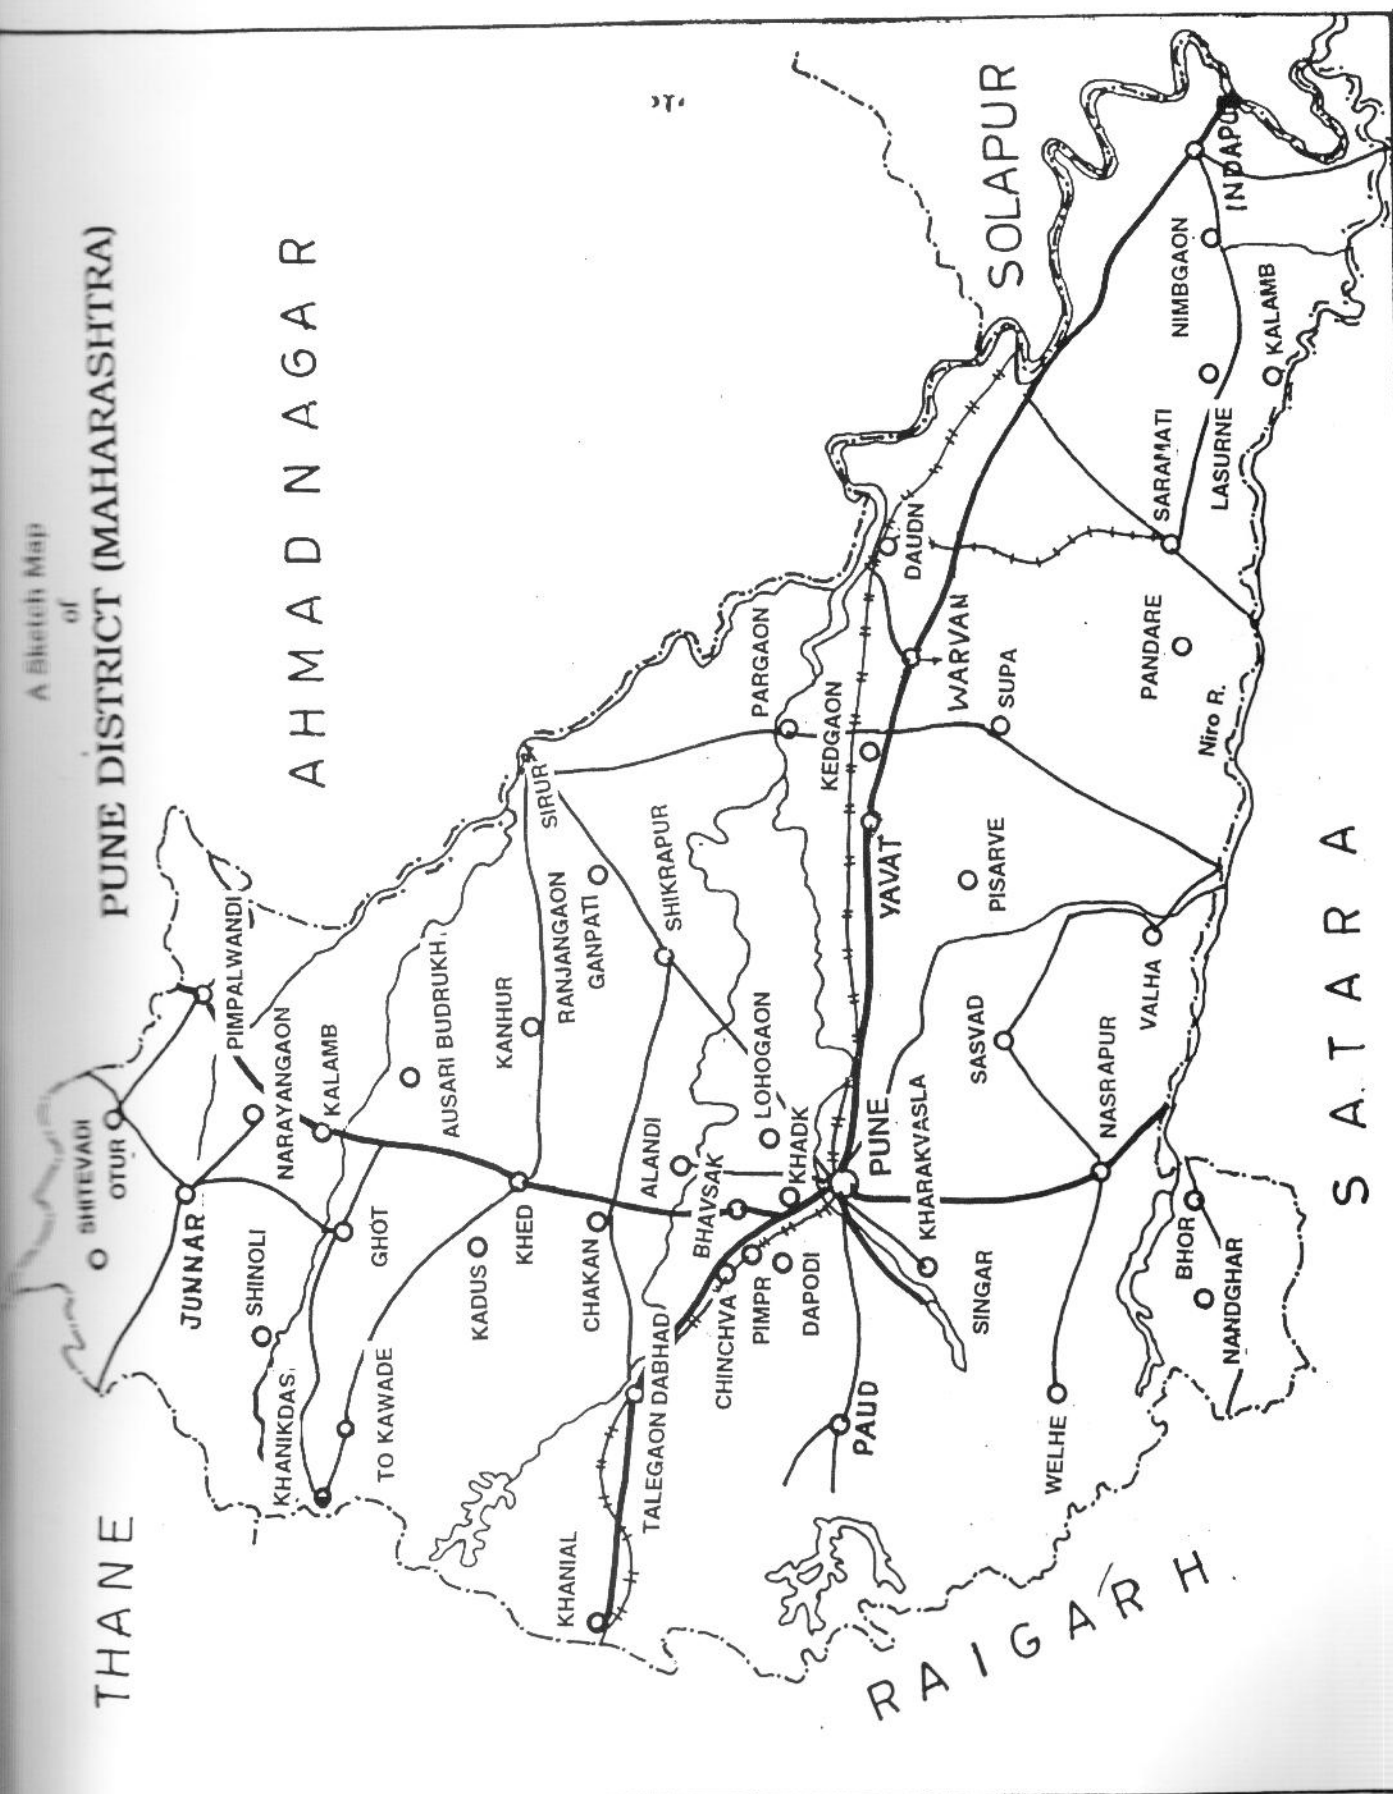 A Sketch Map
of
PUNE DISTRICT (MAHARASHTRA)
THANE
AHMADNAGAR
SOLAPUR
SATARA
RAIGARH
SHITEVADI
OTUR
JUNNAR
SHINOLI
PIMPALWANDI
NARAYANGAON
KALAMB
GHOT
KHANIKDAS
TO KAWADE
AUSARI BUDRUKH
KANHUR
RANJANGAON
GANPATI
SIRUR
SHIKRAPUR
KHED
KADUS
CHAKAN
KHANIAL
TALEGAON DABHAD
ALANDI
BHAVSAK
LOHOGAON
KHADK
CHINCHVA
PIMPR
DAPODI
PUNE
PAUD
KHARAKVASLA
SINGAR
PARGAON
KEDGAON
YAVAT
DAUDN
WARVAN
SUPA
PISARVE
SASVAD
VALHA
NASRAPUR
WELHE
BHOR
NANDGHAR
Niro R.
PANDARE
SARAMATI
LASURNE
NIMBGAON
KALAMB
INDAPU